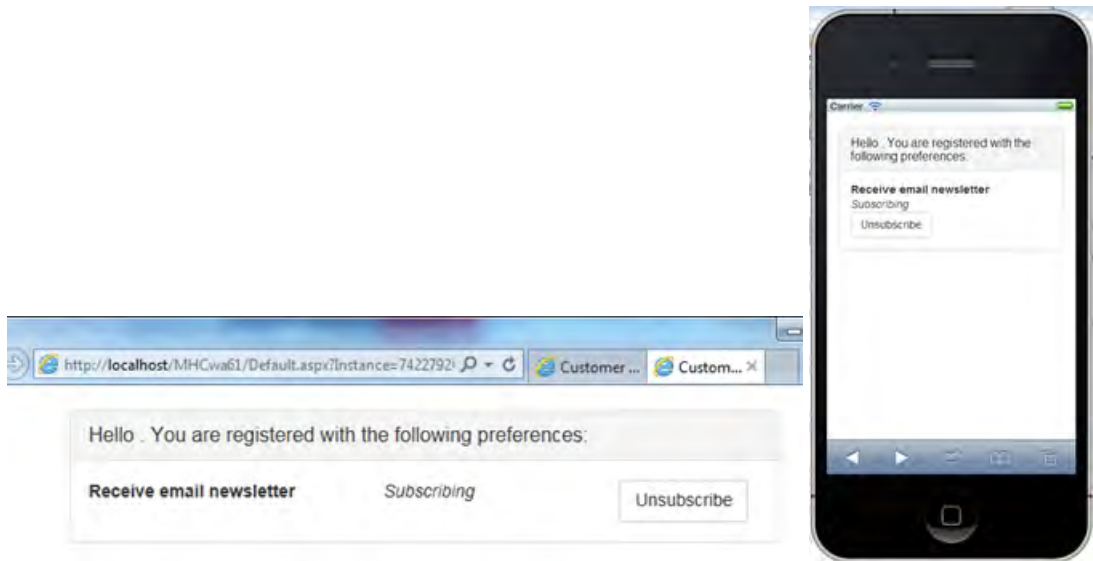 http://localhost/MHCwa61/Default.aspx?Instance=7422792
Customer ...
Custom...
Hello . You are registered with the following preferences:
Receive email newsletter
Subscribing
Unsubscribe
Carrier
Hello . You are registered with the
following preferences:
Receive email newsletter
Subscribing
Unsubscribe